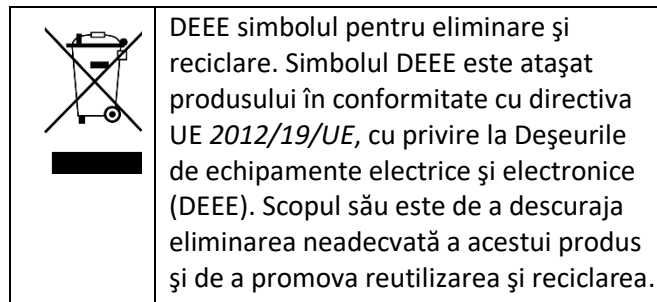 DEEE simbolul pentru eliminare şi
reciclare. Simbolul DEEE este ataşat
produsului în conformitate cu directiva
UE 2012/19/UE, cu privire la Deşeurile
de echipamente electrice şi electronice
(DEEE). Scopul său este de a descuraja
eliminarea neadecvată a acestui produs
şi de a promova reutilizarea şi reciclarea.